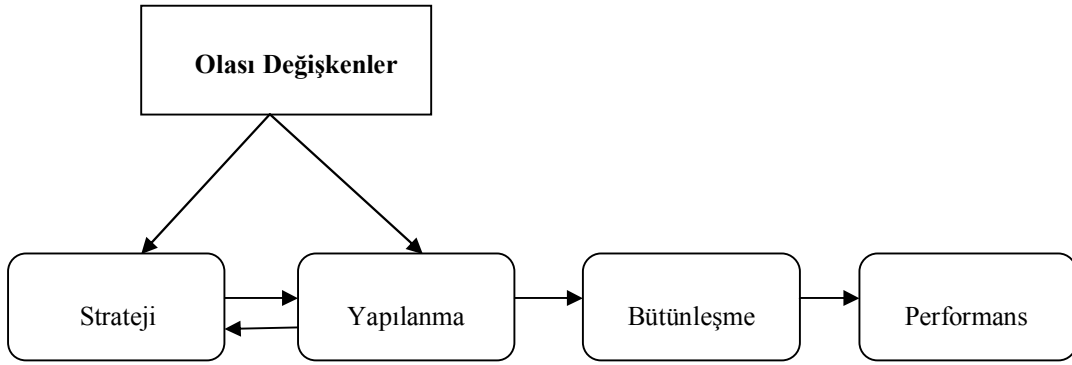 Olası Değişkenler
Strateji
Yapılanma
Bütünleşme
Performans